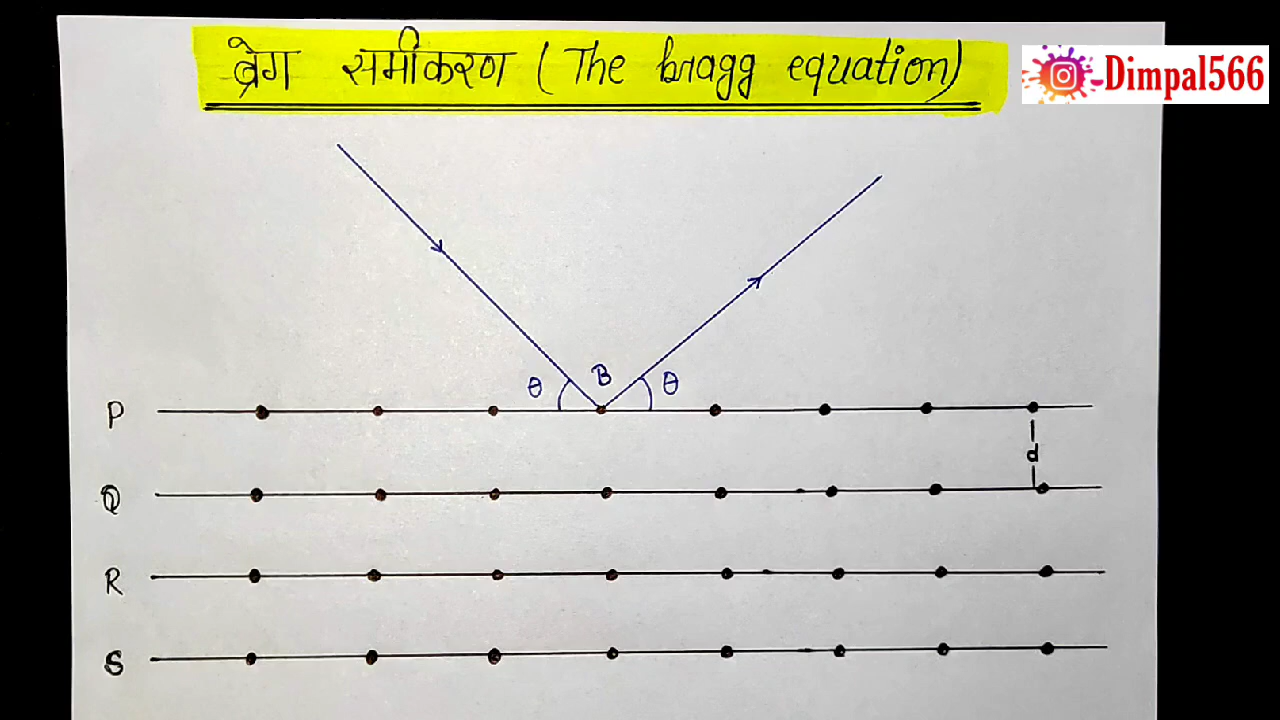 ब्रेग समीकरण (The bragg equation)
Dimpal566
θ B θ
P
d
Q
R
S